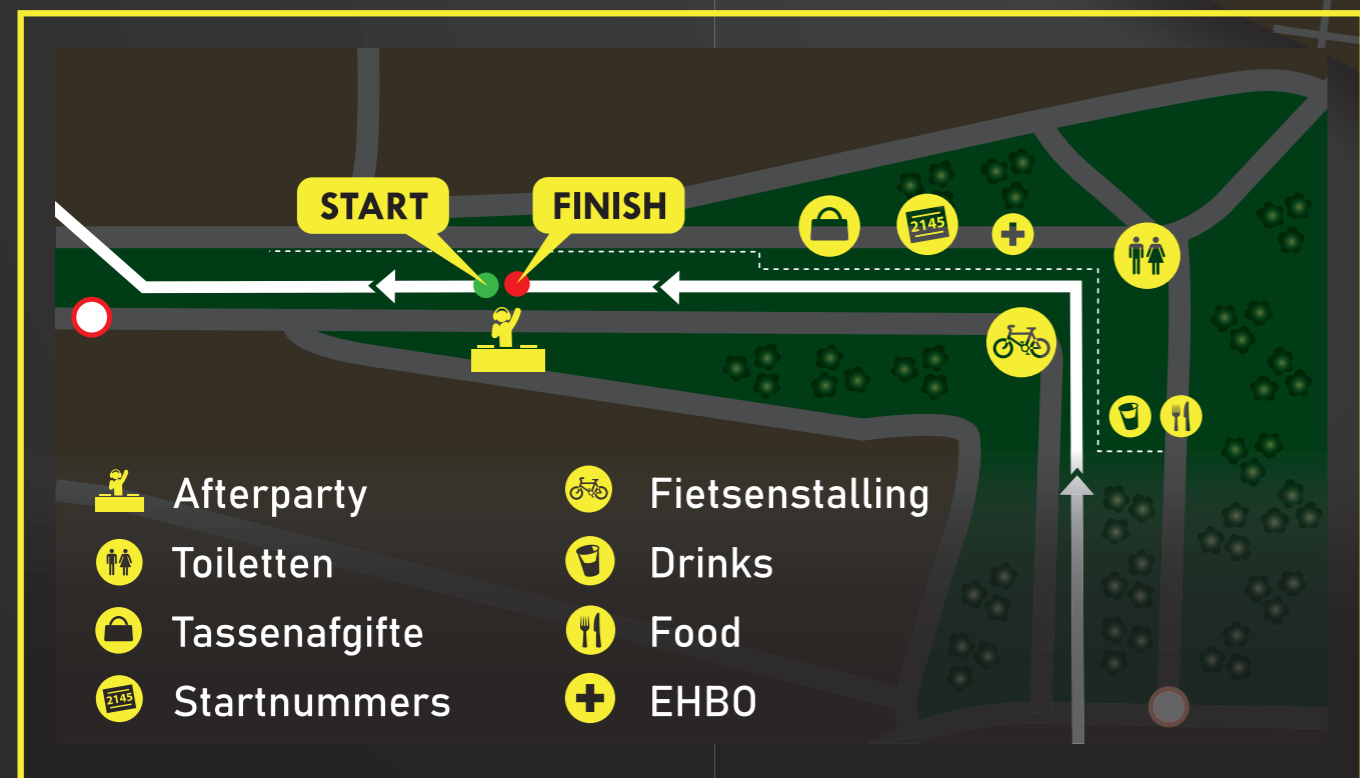 START
FINISH
2145
Afterparty
Fietsenstalling
Toiletten
Drinks
Tassenafgifte
Food
2145
Startnummers
EHBO